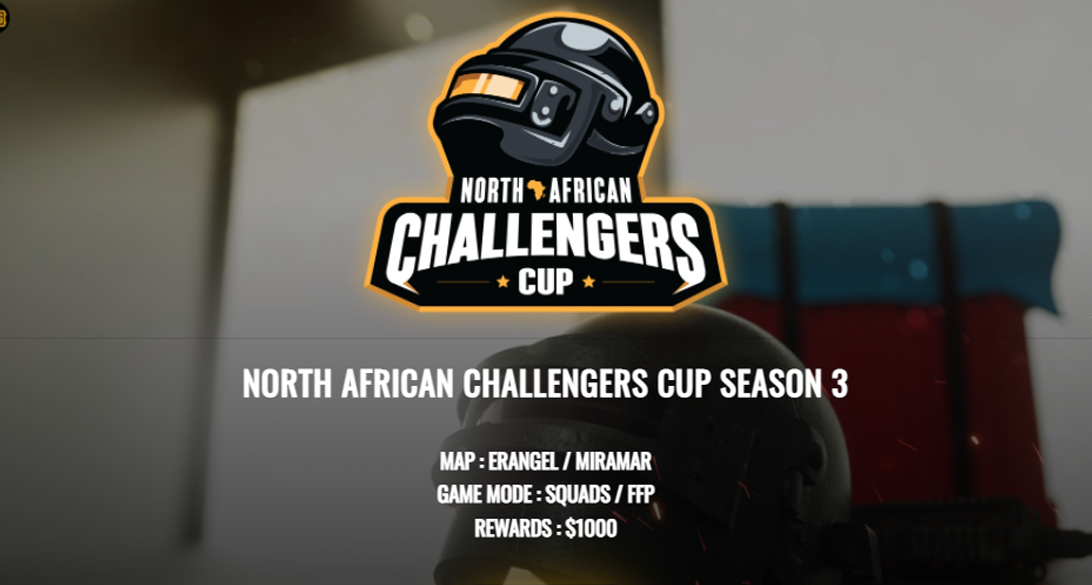 NORTH AFRICAN
CHALLENGERS
CUP
NORTH AFRICAN CHALLENGERS CUP SEASON 3
MAP : ERANGEL / MIRAMAR
GAME MODE : SQUADS / FFP
REWARDS : $1000